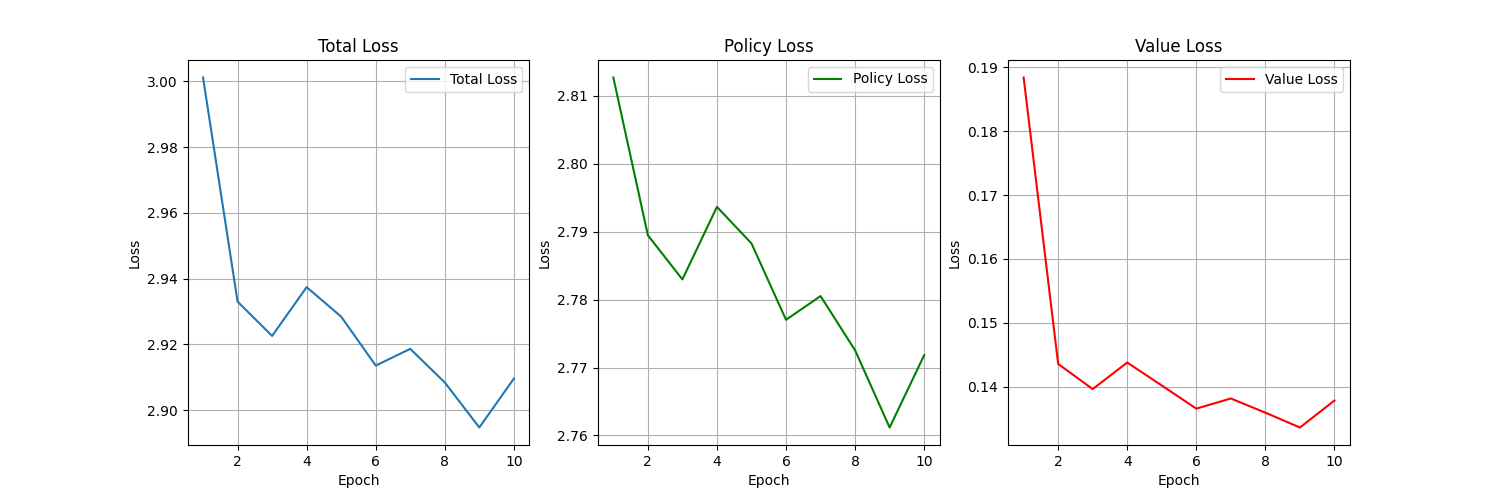 Total Loss
Total Loss
3.00
2.98
2.96
2.94
2.92
2.90
Loss
2 4 6 8 10
Epoch
Policy Loss
Policy Loss
2.81
2.80
2.79
2.78
2.77
2.76
Loss
2 4 6 8 10
Epoch
Value Loss
Value Loss
0.19
0.18
0.17
0.16
0.15
0.14
Loss
2 4 6 8 10
Epoch